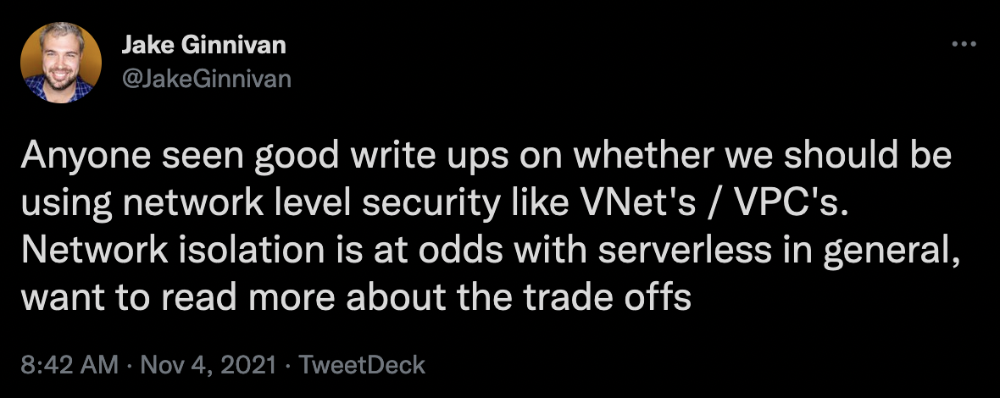 Jake Ginnivan
@JakeGinnivan
Anyone seen good write ups on whether we should be
using network level security like VNet's / VPC's.
Network isolation is at odds with serverless in general,
want to read more about the trade offs
8:42 AM · Nov 4, 2021 · TweetDeck